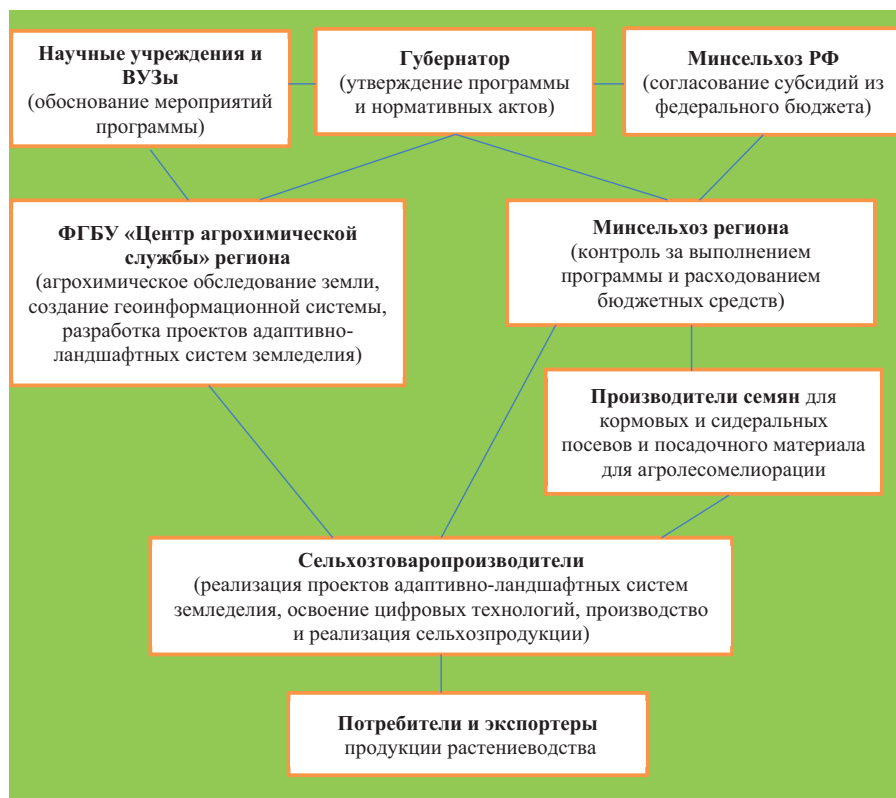 Научные учреждения и
ВУЗы
(обоснование мероприятий
программы)
Губернатор
(утверждение программы
и нормативных актов)
Минсельхоз РФ
(согласование субсидий из
федерального бюджета)
ФГБУ «Центр агрохимической
службы» региона
(агрохимическое обследование земли,
создание геоинформационной системы,
разработка проектов адаптивно-
ландшафтных систем земледелия)
Минсельхоз региона
(контроль за выполнением
программы и расходованием
бюджетных средств)
Производители семян для
кормовых и сидеральных
посевов и посадочного материала
для агролесомелиорации
Сельхозтоваропроизводители
(реализация проектов адаптивно-ландшафтных систем
земледелия, освоение цифровых технологий, производство
и реализация сельхозпродукции)
Потребители и экспортеры
продукции растениеводства